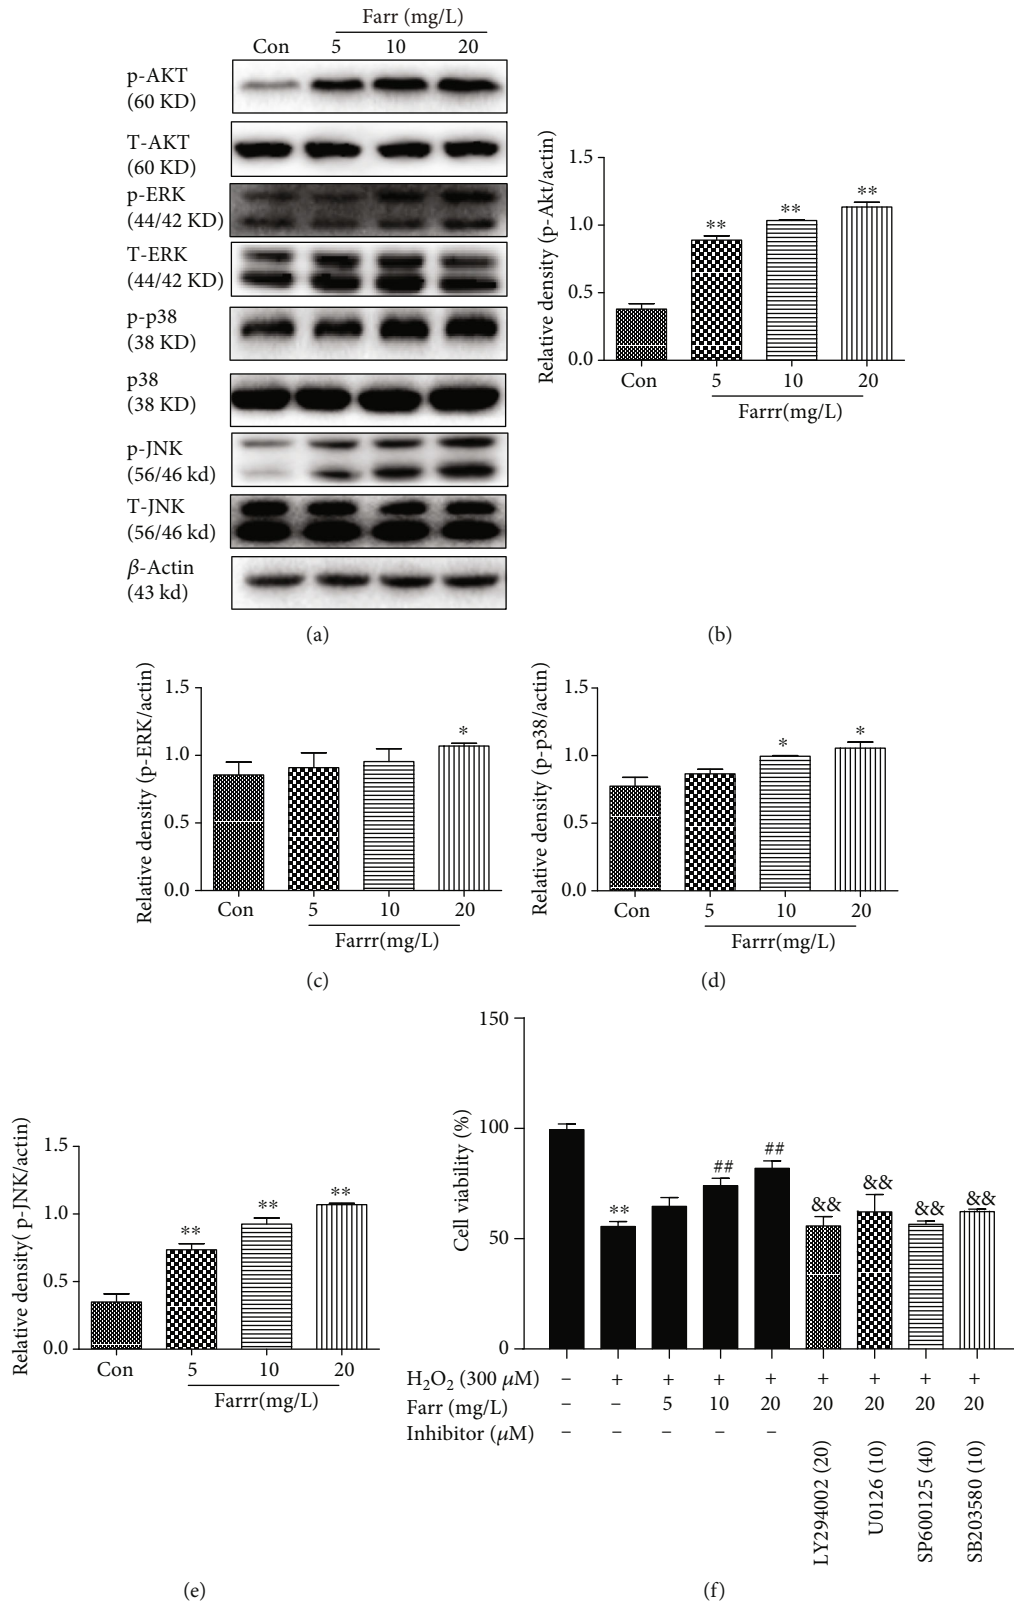 Farr (mg/L)
Con 5 10 20
p-AKT
(60 KD)
T-AKT
(60 KD)
p-ERK
(44/42 KD)
T-ERK
(44/42 KD)
p-p38
(38 KD)
p38
(38 KD)
p-JNK
(56/46 kd)
T-JNK
(56/46 kd)
β-Actin
(43 kd)
(a)
Relative density (p-Akt/actin)
1.5
1.0
0.5
0.0
** ** **
Con 5 10 20
Farrr(mg/L)
(b)
Relative density (p-ERK/actin)
1.5
1.0
0.5
0.0
*
Con 5 10 20
Farrr(mg/L)
(c)
Relative density (p-p38/actin)
1.5
1.0
0.5
0.0
* *
Con 5 10 20
Farrr(mg/L)
(d)
Relative density( p-JNK/actin)
1.5
1.0
0.5
0.0
** ** **
Con 5 10 20
Farrr(mg/L)
(e)
Cell viability (%)
150
100
50
0
** ## ## && && && &&
H₂O₂ (300 μM) – + + + + + + + +
Farr (mg/L) – – 5 10 20 20 20 20 20
Inhibitor (μM) – – – – –
LY294002 (20)
U0126 (10)
SP600125 (40)
SB203580 (10)
(f)